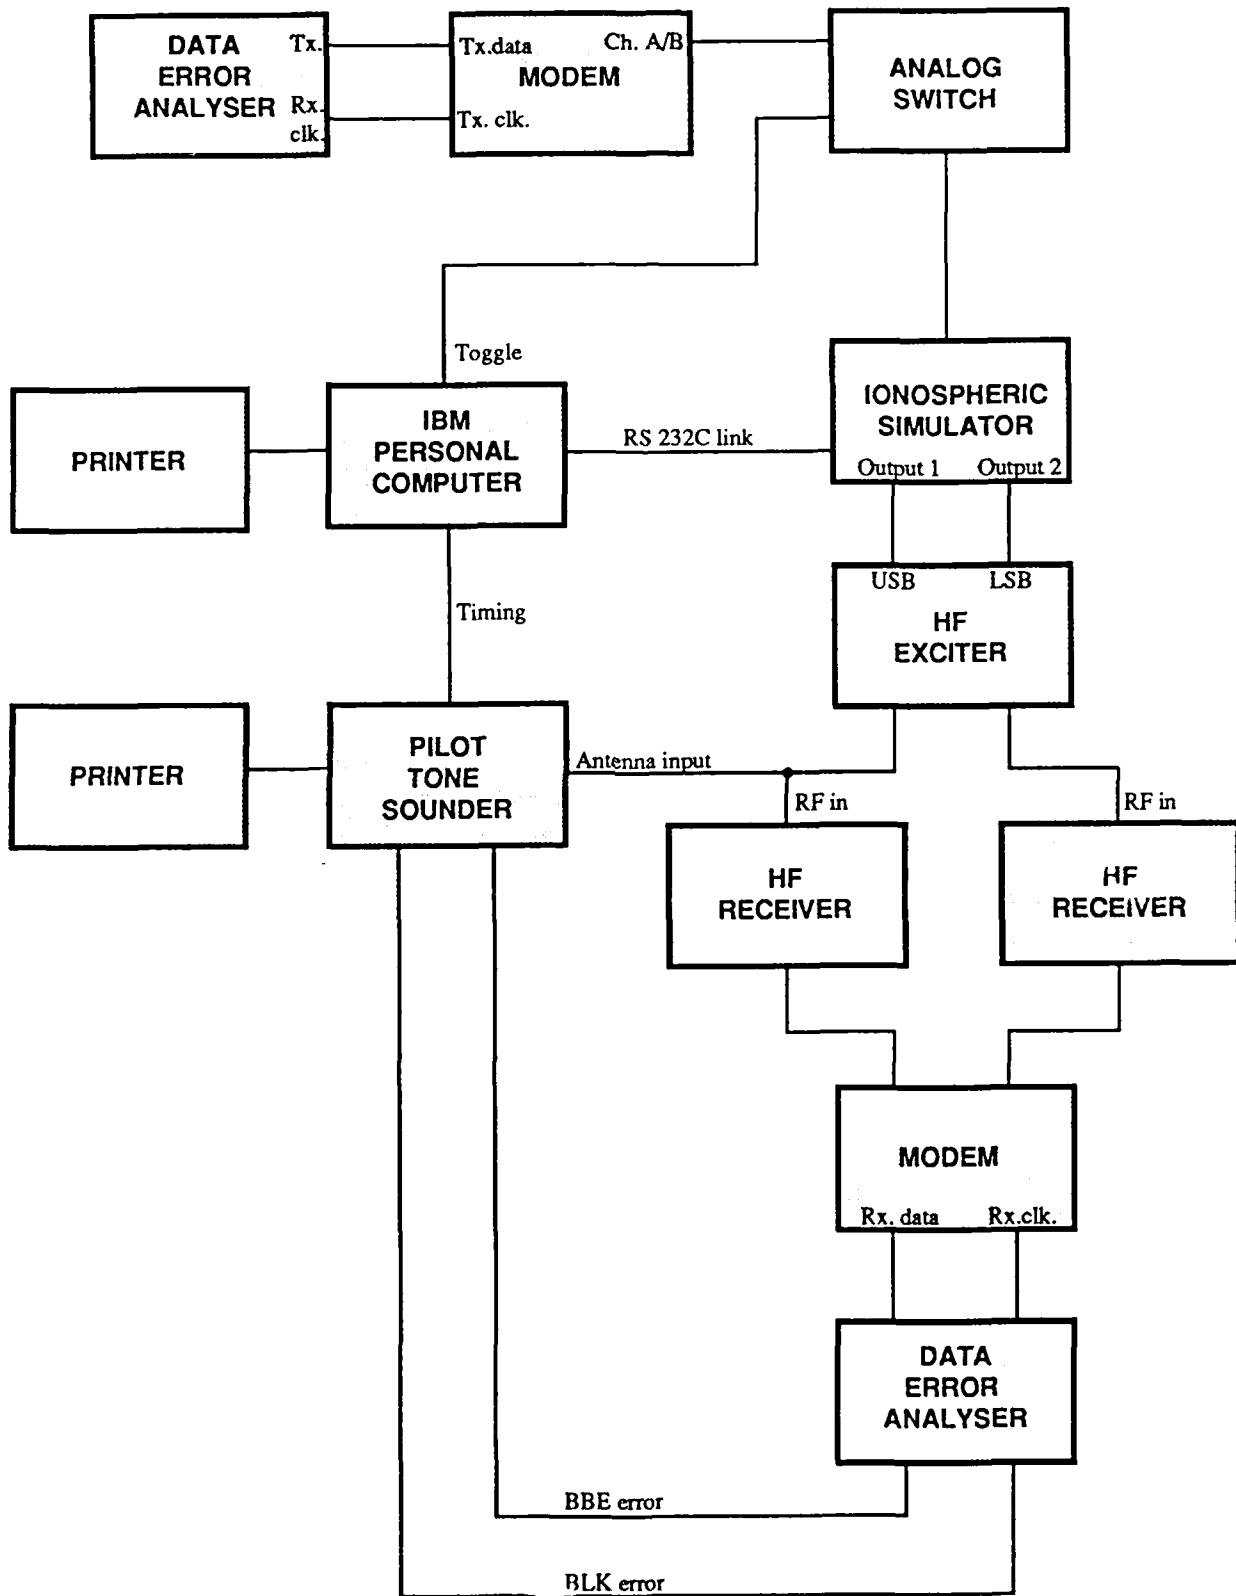 DATA
ERROR
ANALYSER
Tx.
Rx.
clk.
Tx.data
Ch. A/B
MODEM
Tx. clk.
ANALOG
SWITCH
Toggle
PRINTER
IBM
PERSONAL
COMPUTER
RS 232C link
IONOSPHERIC
SIMULATOR
Output 1
Output 2
USB
LSB
HF
EXCITER
Timing
PRINTER
PILOT
TONE
SOUNDER
Antenna input
RF in
RF in
HF
RECEIVER
HF
RECEIVER
MODEM
Rx. data
Rx.clk.
DATA
ERROR
ANALYSER
BBE error
BLK error